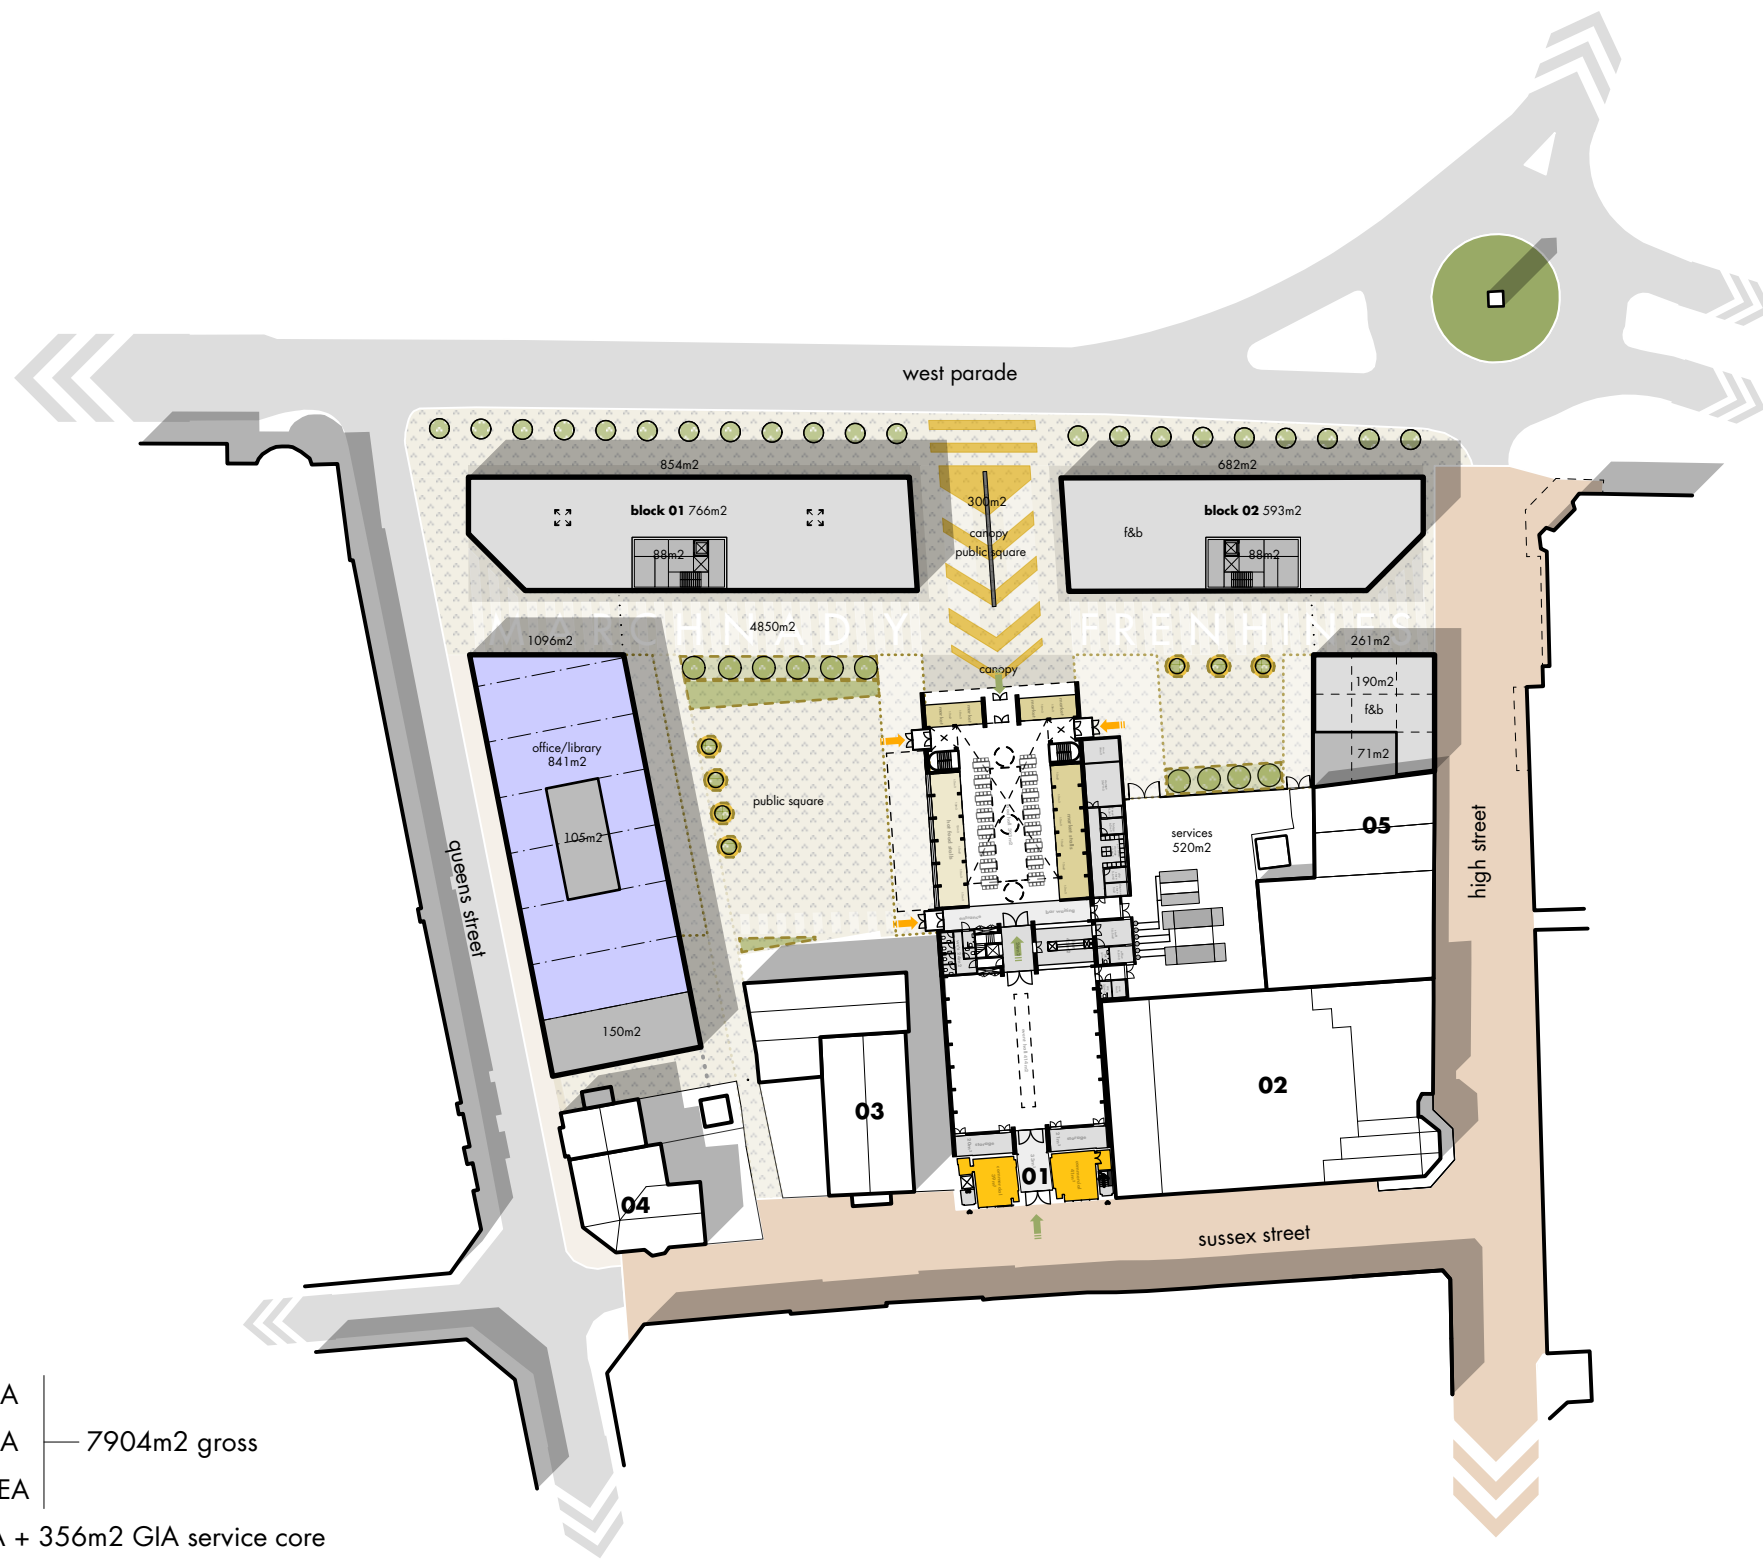 west parade
854m2
682m2
block 01 766m2
300m2
block 02 593m2
canopy
public square
f&b
88m2
88m2
MARCHNAD Y FRENHINES
4850m2
1096m2
261m2
canopy
190m2
f&b
office/library
841m2
71m2
public square
105m2
services
520m2
05
queens street
high street
150m2
02
03
01
04
sussex street
A
A
EA
7904m2 gross
A + 356m2 GIA service core